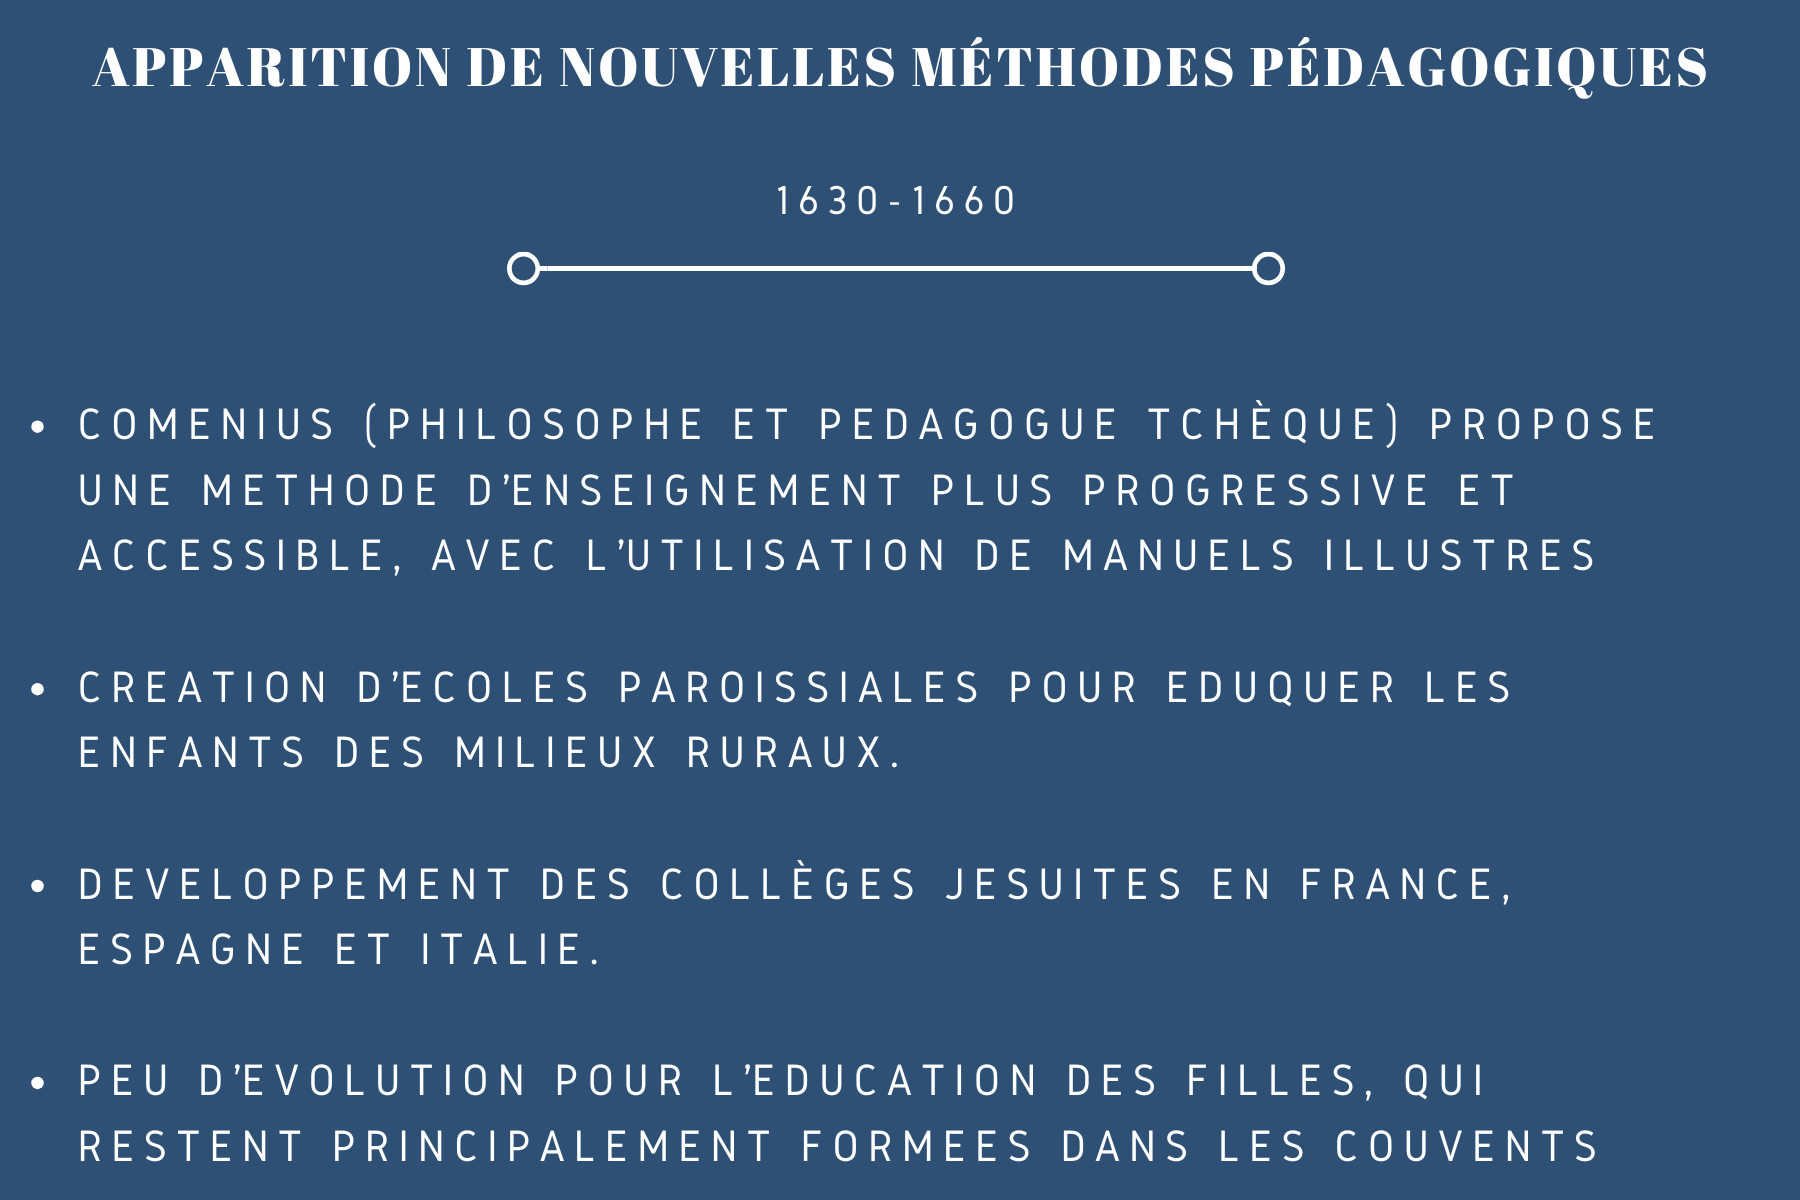 APPARITION DE NOUVELLES MÉTHODES PÉDAGOGIQUES
1630-1660
• COMENIUS (PHILOSOPHE ET PEDAGOGUE TCHÈQUE) PROPOSE
UNE METHODE D’ENSEIGNEMENT PLUS PROGRESSIVE ET
ACCESSIBLE, AVEC L’UTILISATION DE MANUELS ILLUSTRES
• CREATION D’ECOLES PAROISSIALES POUR EDUQUER LES
ENFANTS DES MILIEUX RURAUX.
• DEVELOPPEMENT DES COLLÈGES JESUITES EN FRANCE,
ESPAGNE ET ITALIE.
• PEU D’EVOLUTION POUR L’EDUCATION DES FILLES, QUI
RESTENT PRINCIPALEMENT FORMEES DANS LES COUVENTS